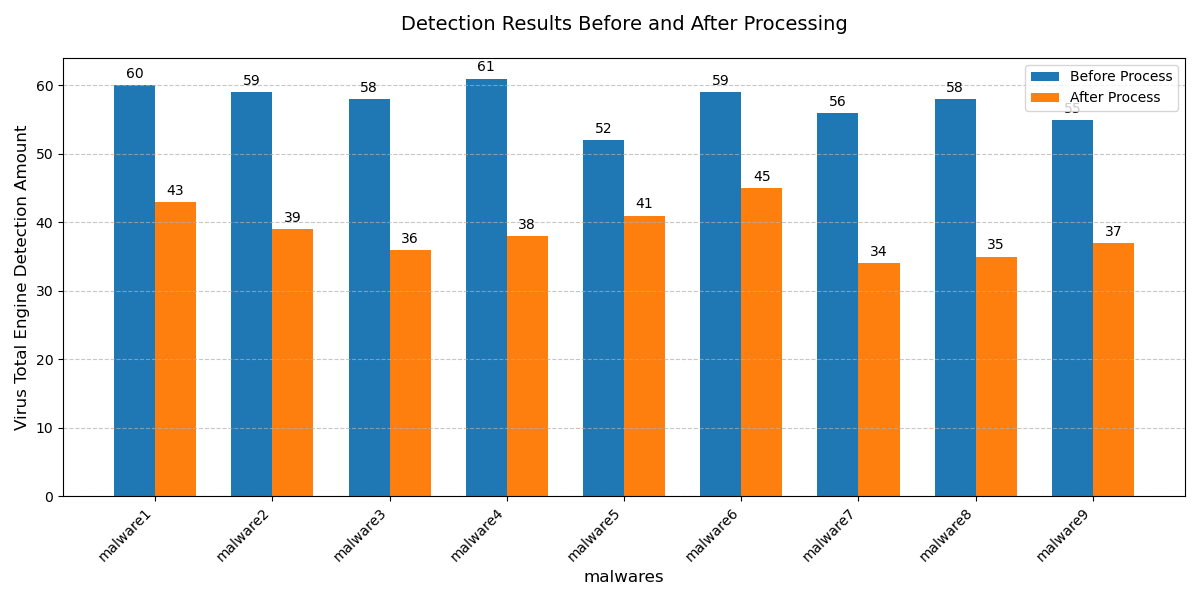 Detection Results Before and After Processing
Virus Total Engine Detection Amount
60
50
40
30
20
10
0
60 59 58 61 52 59 56 58 55
43 39 36 38 41 45 34 35 37
Before Process
After Process
malware1 malware2 malware3 malware4 malware5 malware6 malware7 malware8 malware9
malwares